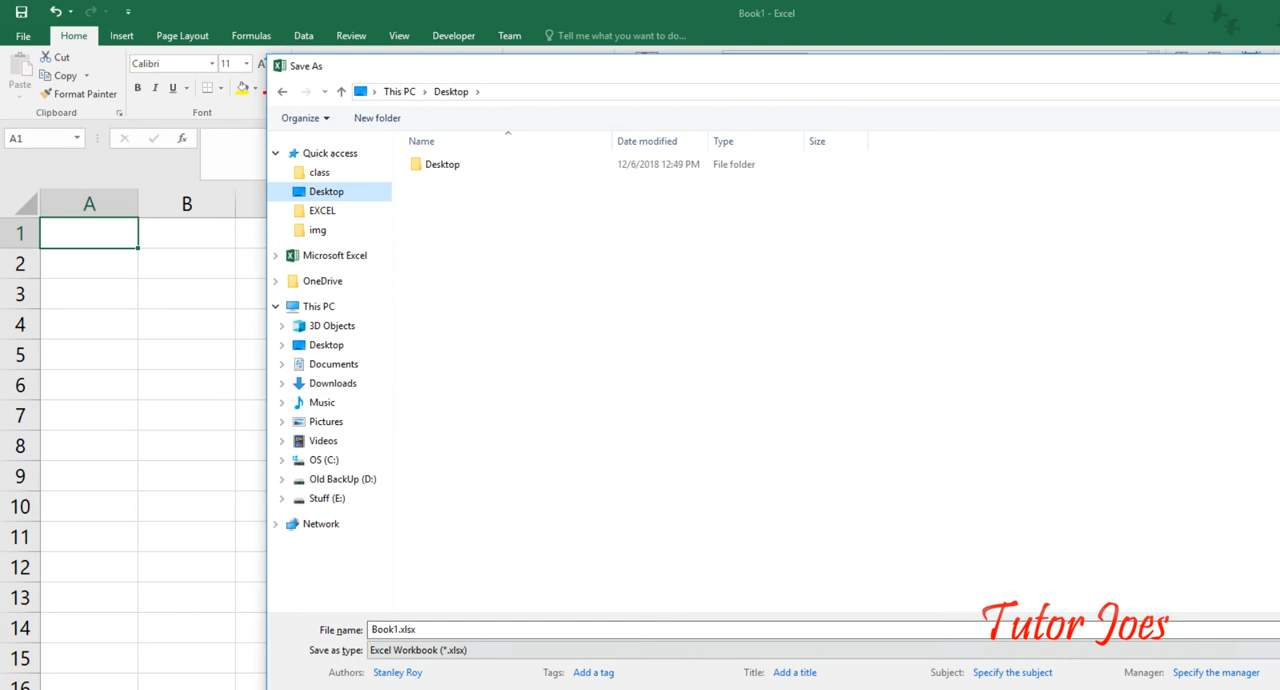 Book1 - Excel
File Home Insert Page Layout Formulas Data Review View Developer Team Tell me what you want to do...
Paste
Cut
Copy
Format Painter
Clipboard
Calibri 11
B I U
Font
Save As
This PC > Desktop >
Organize New folder
A1 fx
Name Date modified Type Size
Desktop 12/6/2018 12:49 PM File folder
Quick access
class
Desktop
EXCEL
img
Microsoft Excel
OneDrive
This PC
3D Objects
Desktop
Documents
Downloads
Music
Pictures
Videos
OS (C:)
Old BackUp (D:)
Stuff (E:)
Network
A B
1
2
3
4
5
6
7
8
9
10
11
12
13
14
15
16
Tutor Joes
File name: Book1.xlsx
Save as type: Excel Workbook (*.xlsx)
Authors: Stanley Roy Tags: Add a tag Title: Add a title Subject: Specify the subject Manager: Specify the manager